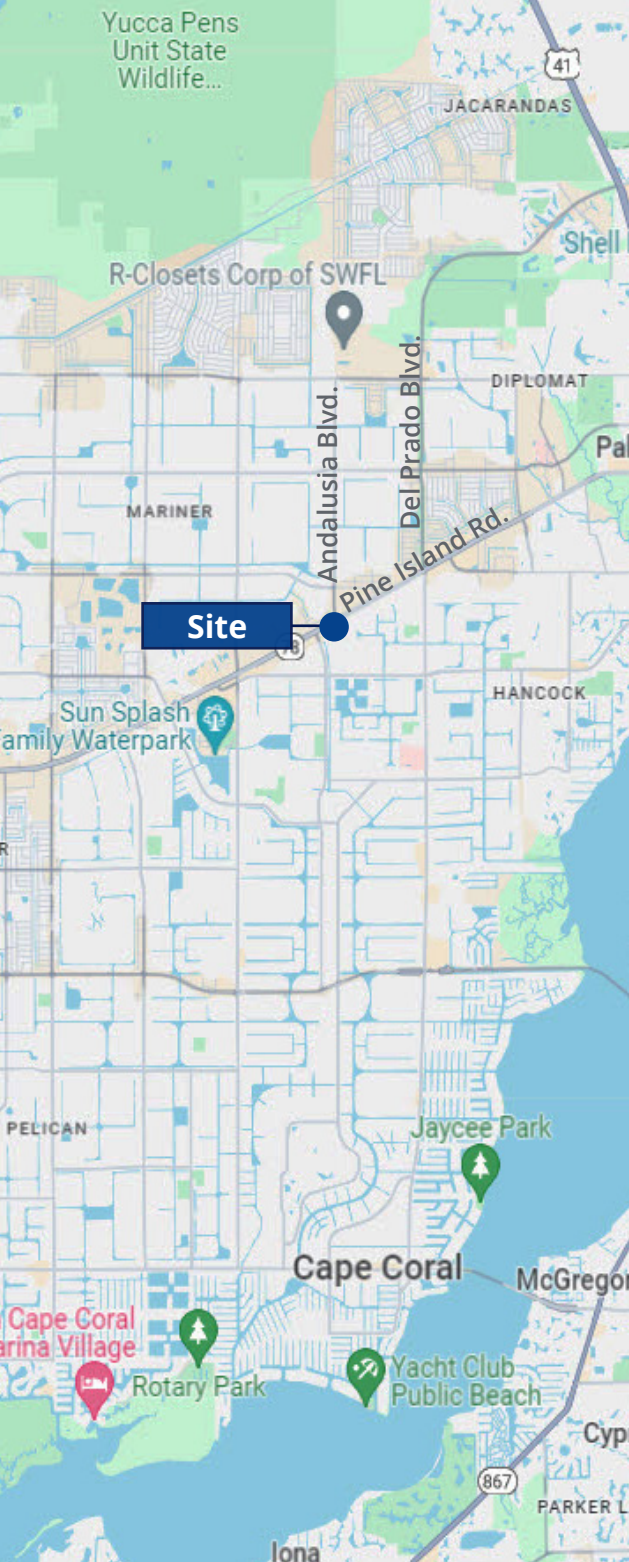 Yucca Pens
Unit State
Wildlife...
41
JACARANDAS
Shell
R-Closets Corp of SWFL
DIPLOMAT
Andalusia Blvd.
Del Prado Blvd.
Pal
MARINER
Pine Island Rd.
Site
78
HANCOCK
Sun Splash
amily Waterpark
R
PELICAN
Jaycee Park
Cape Coral
McGregor
Cape Coral
arina Village
Rotary Park
Yacht Club
Public Beach
Cyp
867
PARKER L
Iona